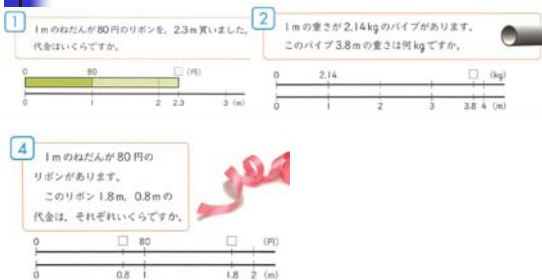 1
1mのねだんが80円のリボンを、2.3m買いました。
代金はいくらですか。
0 80 □(円)
0 1 2 2.3 3(m)
2
1mの重さが2.14kgのパイプがあります。
このパイプ3.8mの重さは何kgですか。
0 2.14 □ (kg)
0 1 2 3 3.8 4(m)
4
1mのねだんが80円の
リボンがあります。
このリボン1.8m、0.8mの
代金は、それぞれいくらですか。
0 □ 80 □ (円)
0 0.8 1 1.8 2(m)